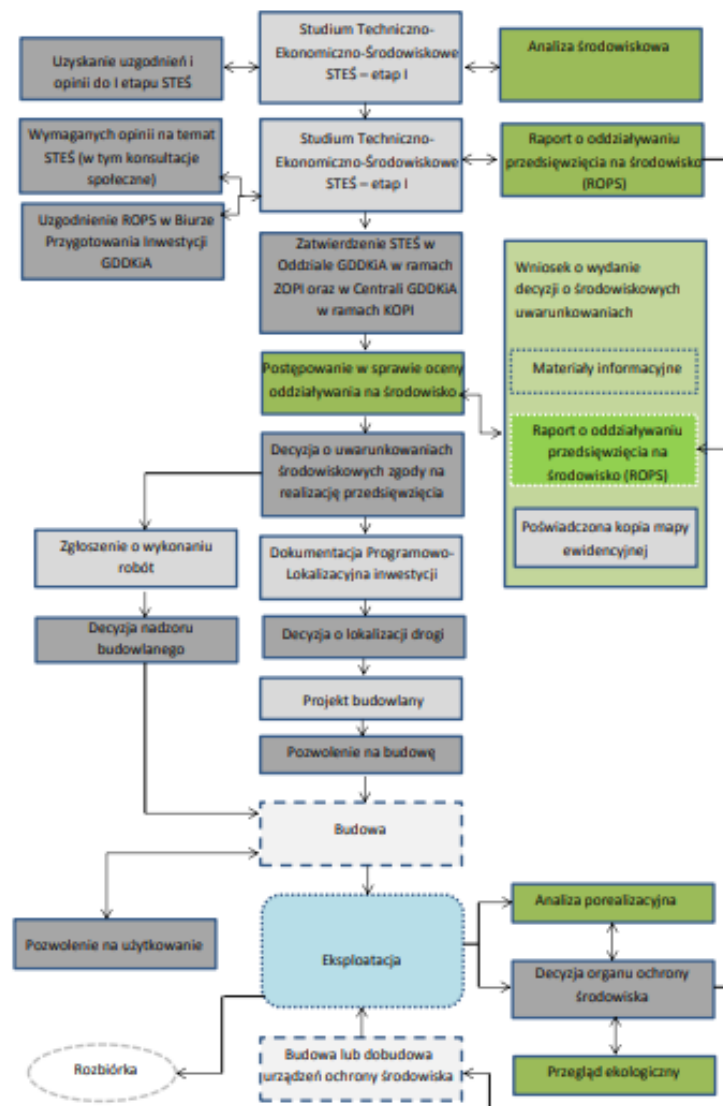 Studium Techniczno-
Ekonomiczno-Środowiskowe
STEŚ – etap I
Uzyskanie uzgodnień i
opinii do I etapu STEŚ
Analiza środowiskowa
Wymaganych opinii na temat
STEŚ (w tym konsultacje
społeczne)
Studium Techniczno-
Ekonomiczno-Środowiskowe
STEŚ – etap I
Raport o oddziaływaniu
przedsięwzięcia na środowisko
(ROPS)
Uzgodnienie ROPS w Biurze
Przygotowania Inwestycji
GDDKiA
Zatwierdzenie STEŚ w
Oddziale GDDKiA w ramach
ZOPI oraz w Centrali GDDKiA
w ramach KOPI
Wniosek o wydanie
decyzji o środowiskowych
uwarunkowaniach
Materiały informacyjne
Raport o oddziaływaniu
przedsięwzięcia na
środowisko (ROPS)
Poświadczona kopia mapy
ewidencyjnej
Postępowanie w sprawie oceny
oddziaływania na środowisko
Decyzja o uwarunkowaniach
środowiskowych zgody na
realizację przedsięwzięcia
Zgłoszenie o wykonaniu
robót
Dokumentacja Programowo-
Lokalizacyjna inwestycji
Decyzja nadzoru
budowlanego
Decyzja o lokalizacji drogi
Projekt budowlany
Pozwolenie na budowę
Budowa
Pozwolenie na użytkowanie
Eksploatacja
Analiza porealizacyjna
Decyzja organu ochrony
środowiska
Przegląd ekologiczny
Rozbiórka
Budowa lub dobudowa
urządzeń ochrony środowiska